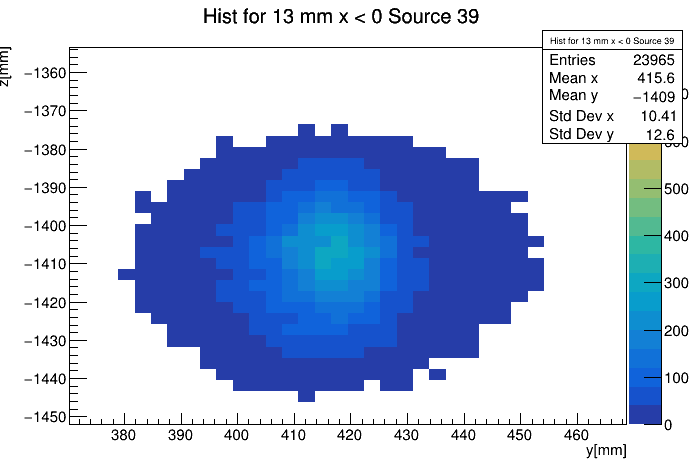 Hist for 13 mm x < 0 Source 39
z[mm]
Hist for 13 mm x < 0 Source 39
Entries 23965
Mean x 415.6
Mean y −1409
Std Dev x 10.41
Std Dev y 12.6
−1360
−1370
−1380
−1390
−1400
−1410
−1420
−1430
−1440
−1450
500
400
300
200
100
0
380 390 400 410 420 430 440 450 460
y[mm]